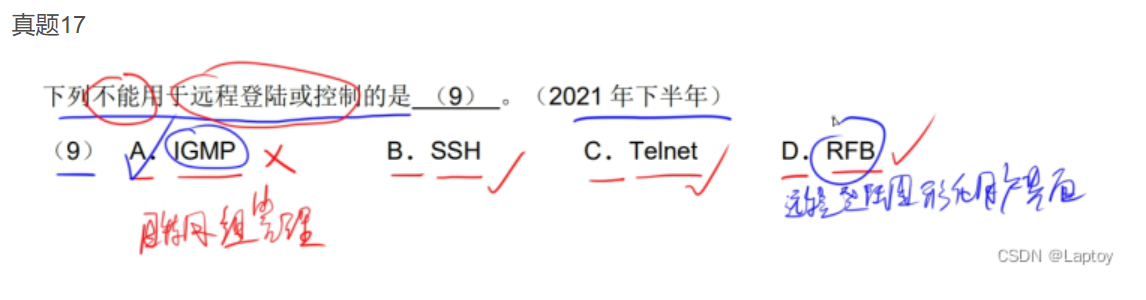 真题17
下列不能用于远程登陆或控制的是 （9） 。（2021 年下半年）
（9） A．IGMP B．SSH C．Telnet D．RFB
远程登陆图形化用户界面
因特网组管理
CSDN @Laptoy